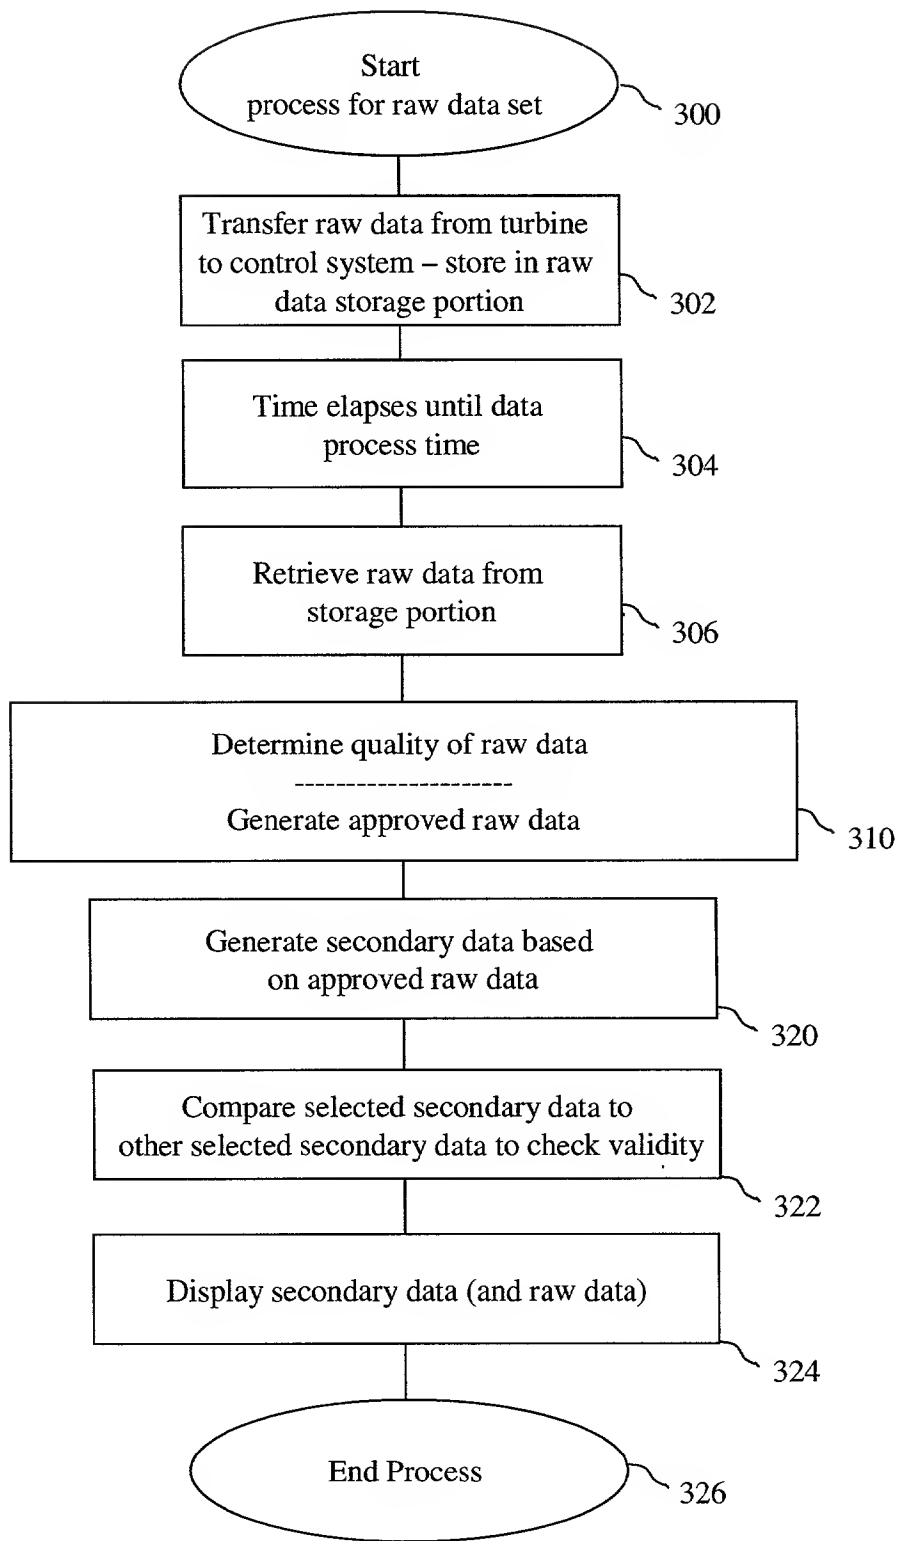 Start
process for raw data set
300
Transfer raw data from turbine
to control system – store in raw
data storage portion
302
Time elapses until data
process time
304
Retrieve raw data from
storage portion
306
Determine quality of raw data
---------------------
Generate approved raw data
310
Generate secondary data based
on approved raw data
320
Compare selected secondary data to
other selected secondary data to check validity
322
Display secondary data (and raw data)
324
End Process
326